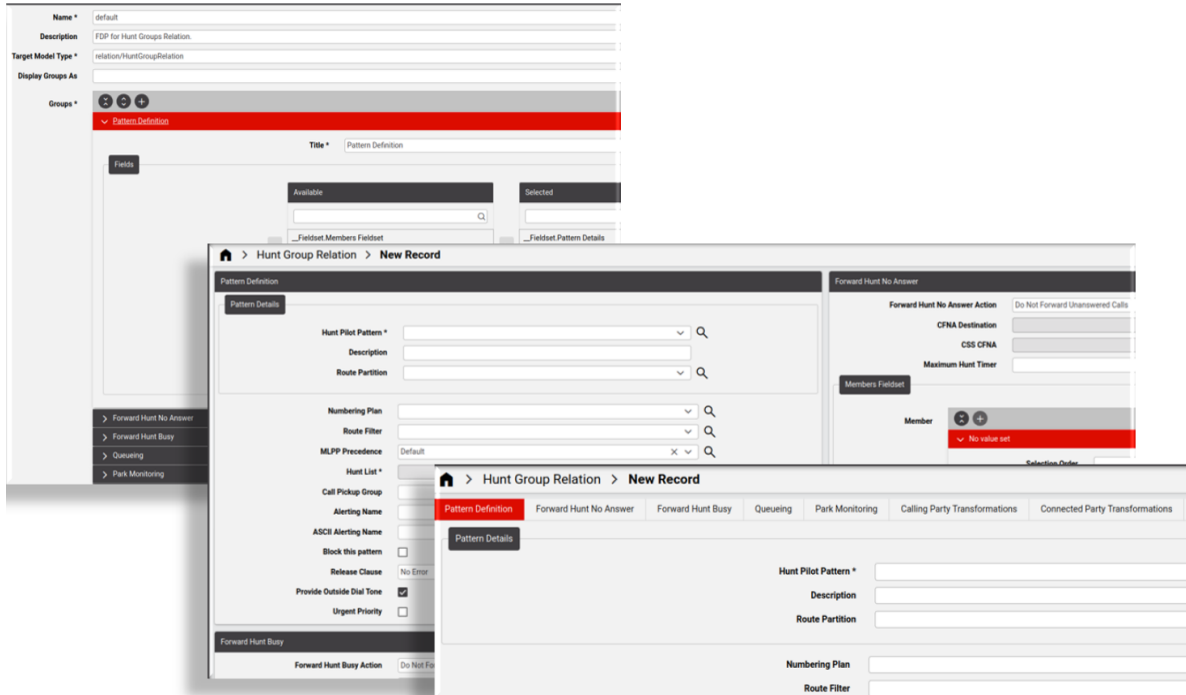 Name * default
Description FDP for Hunt Groups Relation.
Target Model Type * relation/HuntGroupRelation
Display Groups As
Groups *
Pattern Definition
Title * Pattern Definition
Fields
Available Selected
__Fieldset.Members Fieldset __Fieldset.Pattern Details
Forward Hunt No Answer
Forward Hunt Busy
Queueing
Park Monitoring
Hunt Group Relation > New Record
Pattern Definition
Pattern Details
Hunt Pilot Pattern *
Description
Route Partition
Numbering Plan
Route Filter
MLPP Precedence Default
Hunt List *
Call Pickup Group
Alerting Name
ASCII Alerting Name
Block this pattern
Release Clause No Error
Provide Outside Dial Tone
Urgent Priority
Forward Hunt Busy
Forward Hunt Busy Action Do Not Fo
Forward Hunt No Answer
Forward Hunt No Answer Action Do Not Forward Unanswered Calls
CFNA Destination
CSS CFNA
Maximum Hunt Timer
Members Fieldset
Member
No value set
Selection Order
Hunt Group Relation > New Record
Pattern Definition Forward Hunt No Answer Forward Hunt Busy Queueing Park Monitoring Calling Party Transformations Connected Party Transformations
Pattern Details
Hunt Pilot Pattern *
Description
Route Partition
Numbering Plan
Route Filter